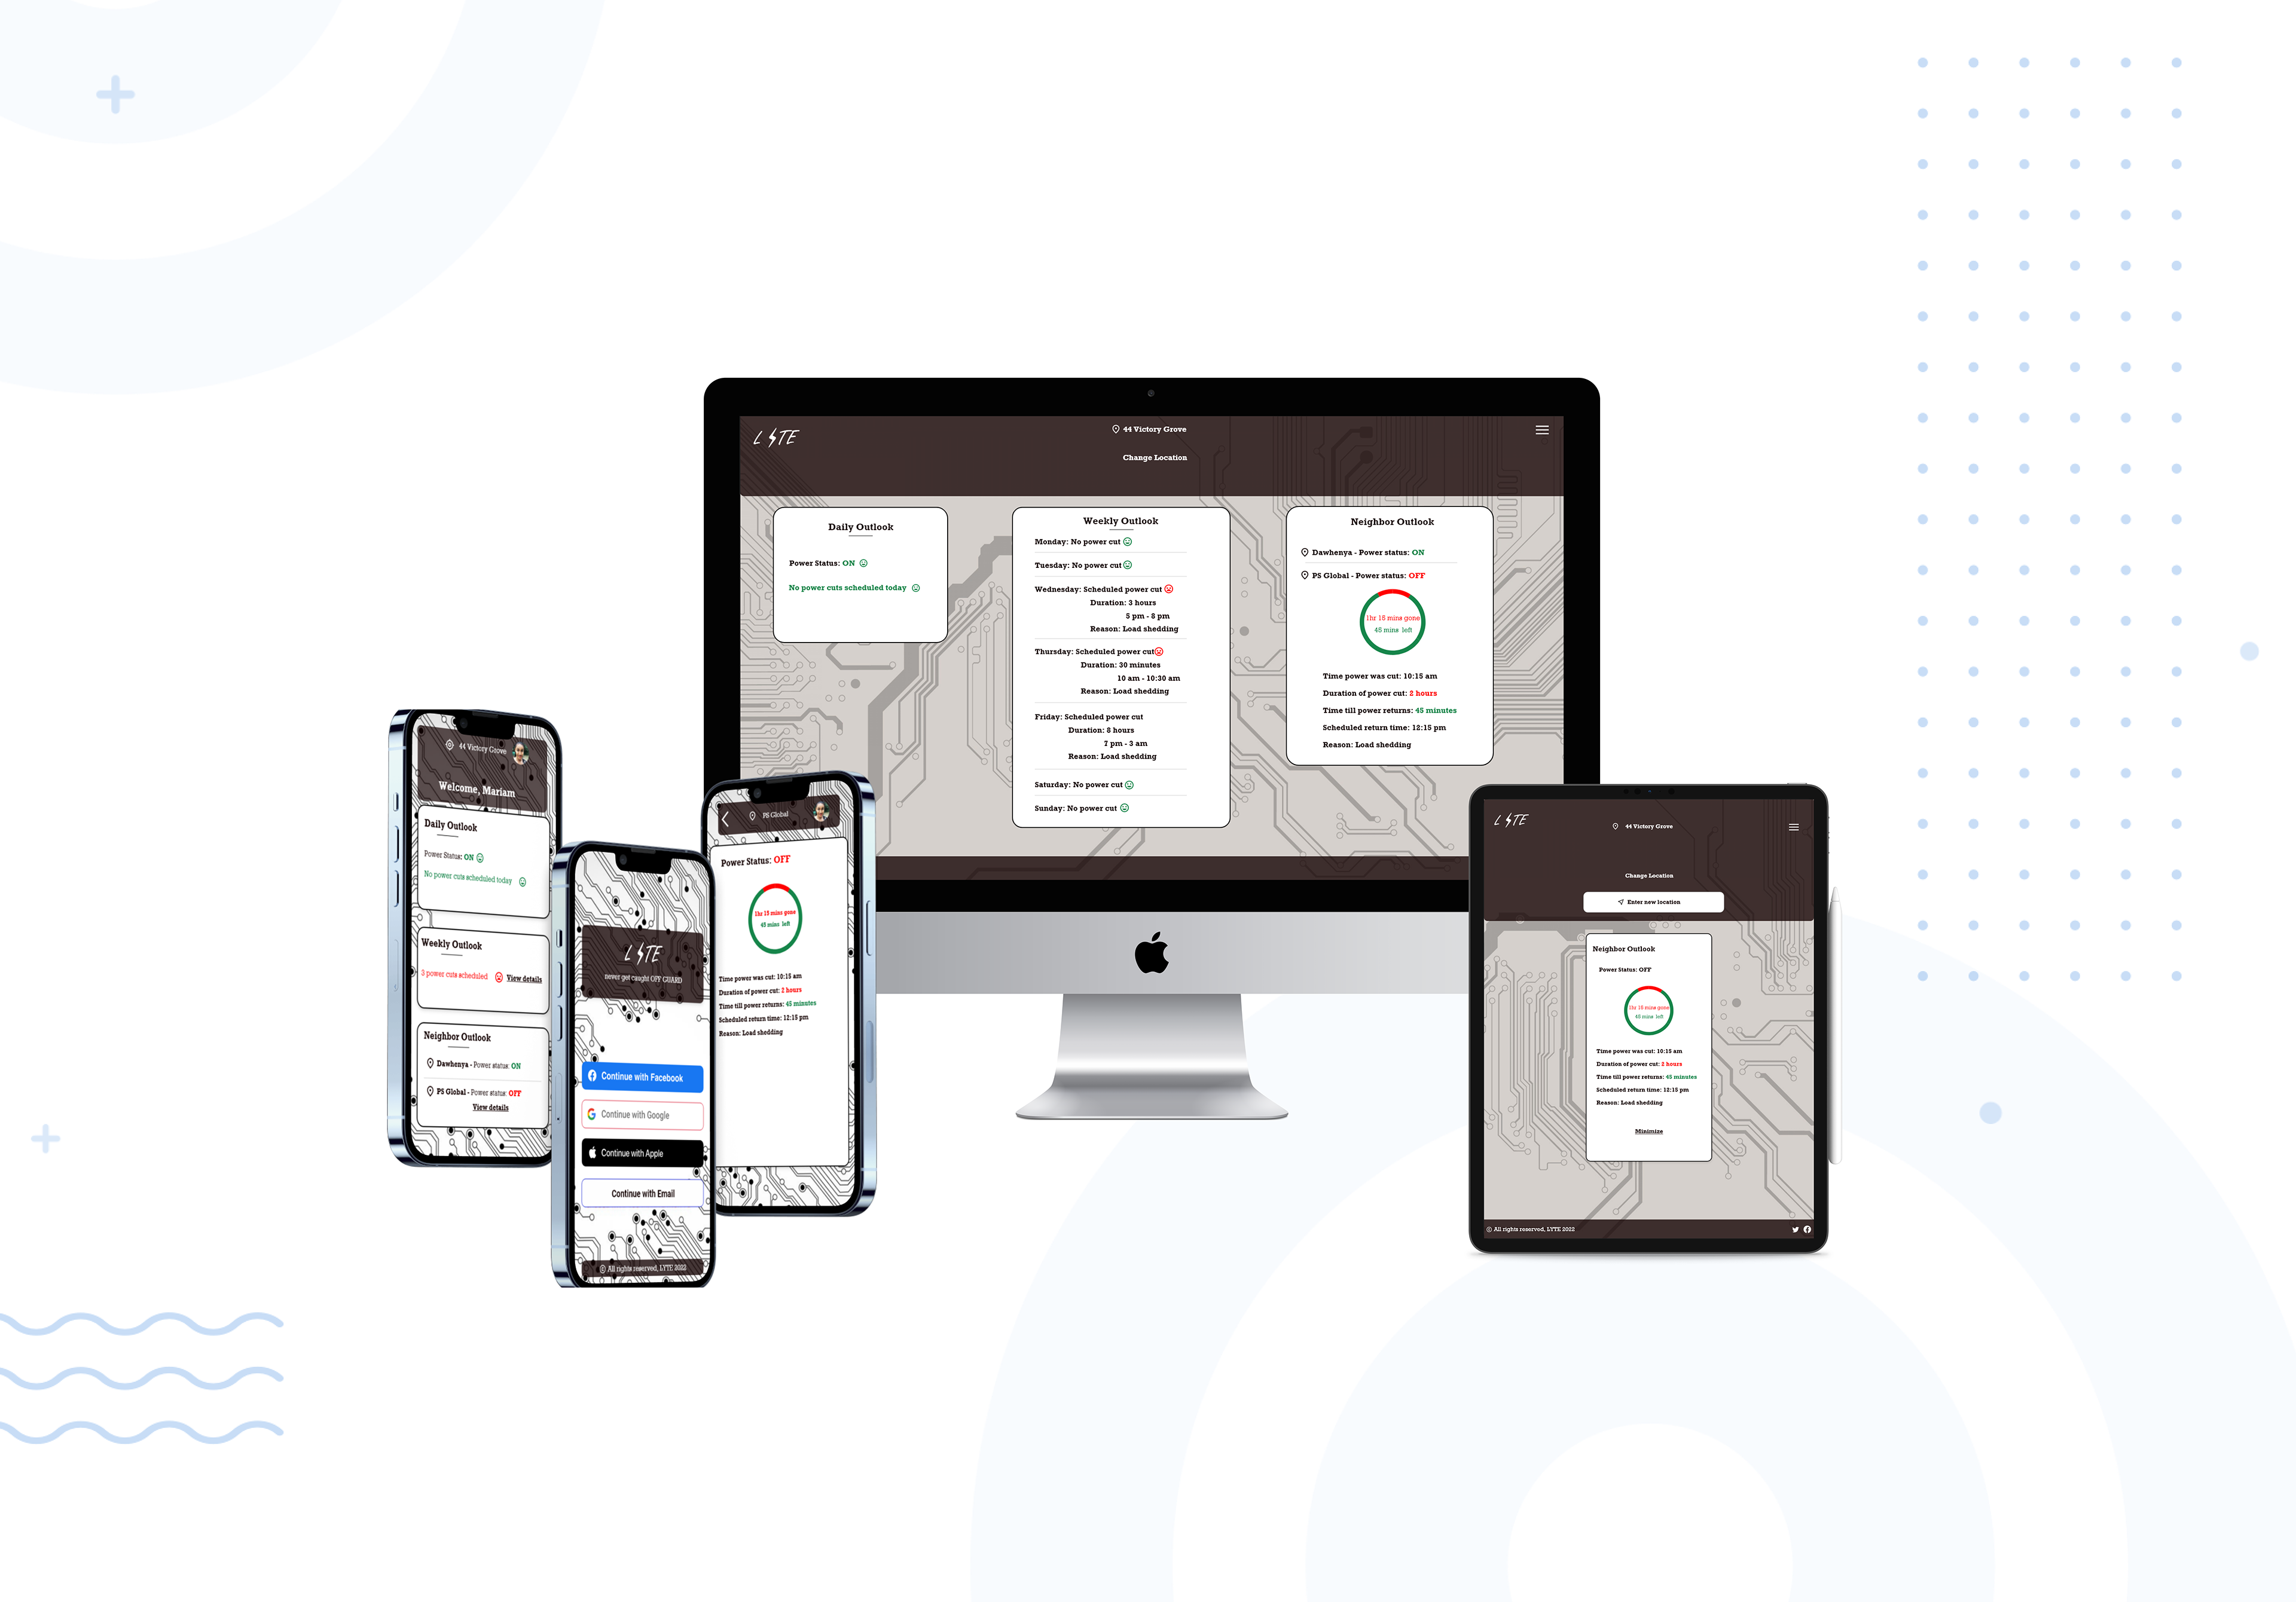 LYTE
44 Victory Grove
Change Location
Daily Outlook
Power Status: ON
No power cuts scheduled today
Weekly Outlook
Monday: No power cut
Tuesday: No power cut
Wednesday: Scheduled power cut
Duration: 3 hours
5 pm - 8 pm
Reason: Load shedding
Thursday: Scheduled power cut
Duration: 30 minutes
10 am - 10:30 am
Reason: Load shedding
Friday: Scheduled power cut
Duration: 8 hours
7 pm - 3 am
Reason: Load shedding
Saturday: No power cut
Sunday: No power cut
Neighbor Outlook
Dawhenya - Power status: ON
PS Global - Power status: OFF
1hr 15 mins gone
45 mins left
Time power was cut: 10:15 am
Duration of power cut: 2 hours
Time till power returns: 45 minutes
Scheduled return time: 12:15 pm
Reason: Load shedding
44 Victory Grove
Welcome, Mariam
Daily Outlook
Power Status: ON
No power cuts scheduled today
Weekly Outlook
3 power cuts scheduled View details
Neighbor Outlook
Dawhenya - Power status: ON
PS Global - Power status: OFF
View details
LYTE
never get caught OFF GUARD
Continue with Facebook
Continue with Google
Continue with Apple
Continue with Email
© All rights reserved, LYTE 2022
PS Global
Power Status: OFF
1hr 15 mins gone
45 mins left
Time power was cut: 10:15 am
Duration of power cut: 2 hours
Time till power returns: 45 minutes
Scheduled return time: 12:15 pm
Reason: Load shedding
LYTE
44 Victory Grove
Change Location
Enter new location
Neighbor Outlook
Power Status: OFF
1hr 15 mins gone
45 mins left
Time power was cut: 10:15 am
Duration of power cut: 2 hours
Time till power returns: 45 minutes
Scheduled return time: 12:15 pm
Reason: Load shedding
Minimize
© All rights reserved, LYTE 2022